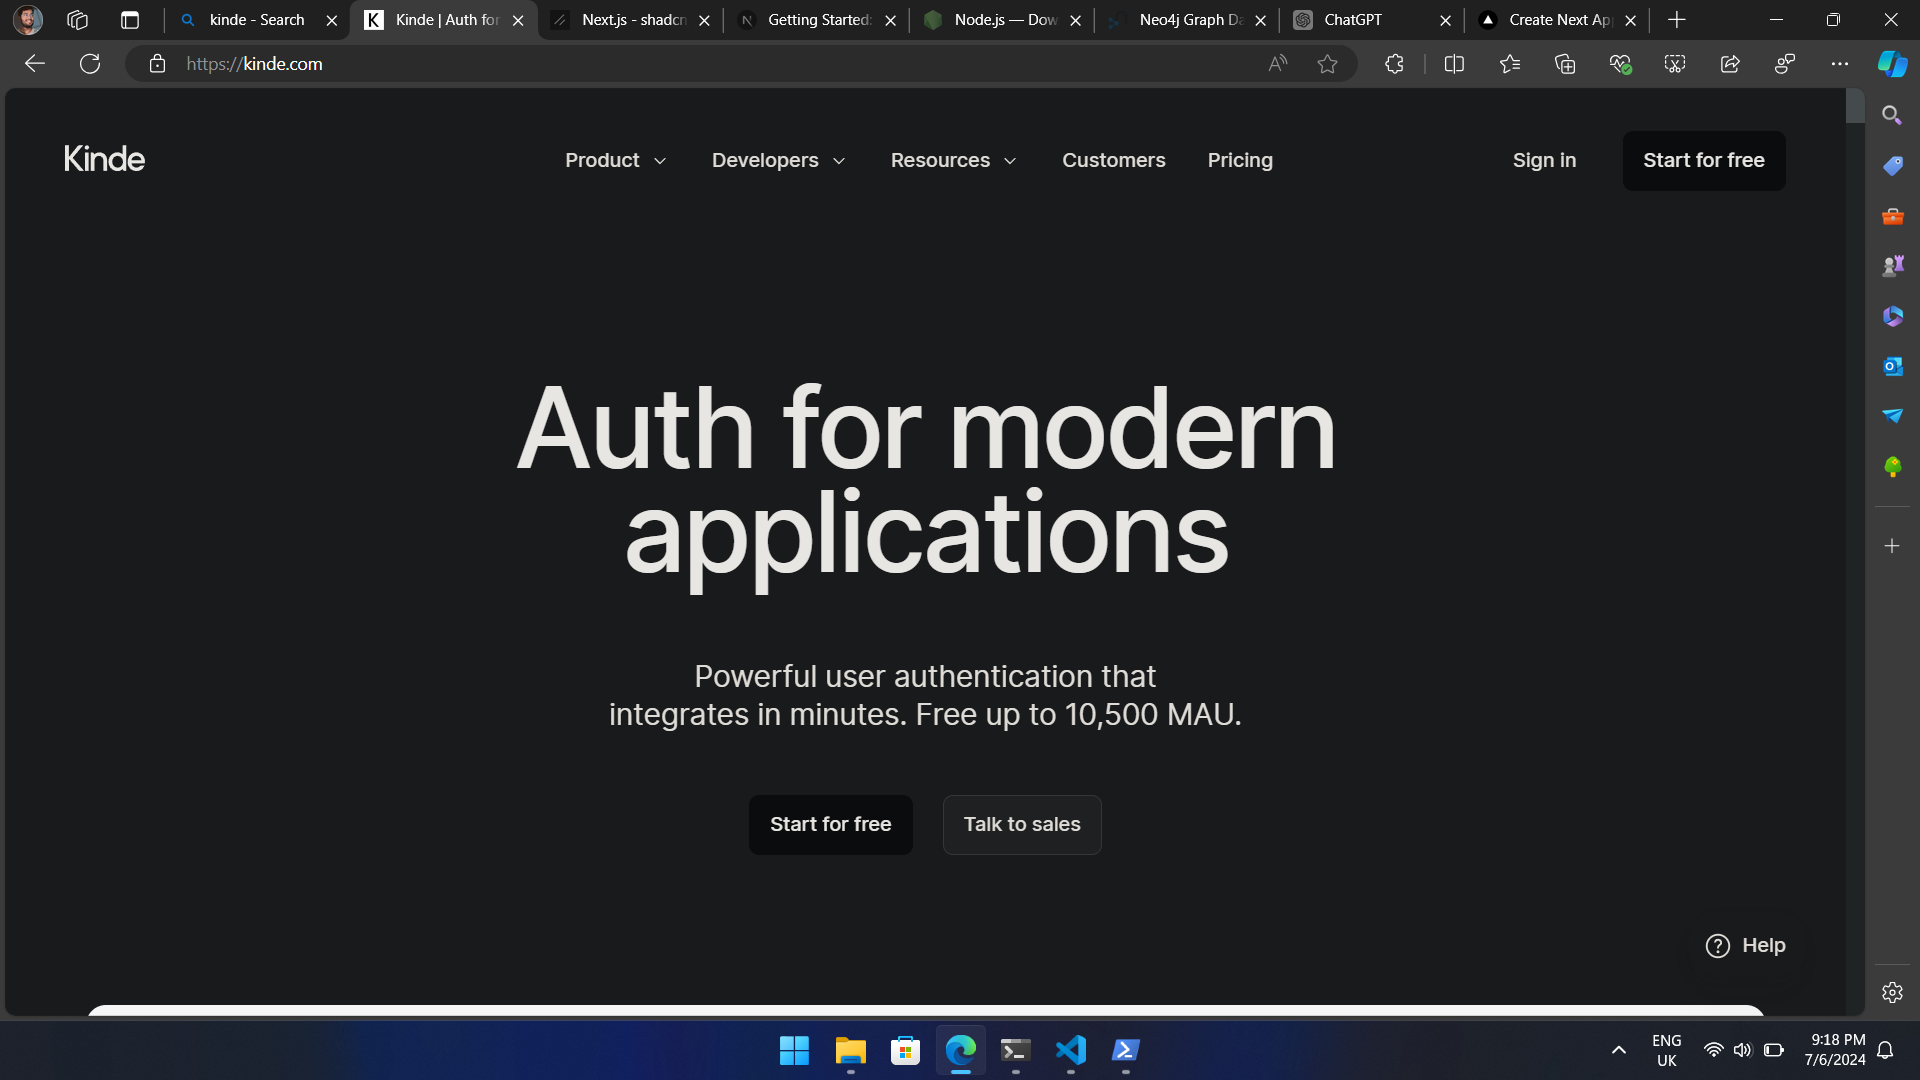 kinde - Search
Kinde | Auth for
Next.js - shadcn
Getting Started:
Node.js — Dow
Neo4j Graph Da
ChatGPT
Create Next App
https://kinde.com
Kinde
Product
Developers
Resources
Customers
Pricing
Sign in
Start for free
Auth for modern
applications
Powerful user authentication that
integrates in minutes. Free up to 10,500 MAU.
Start for free
Talk to sales
Help
ENG
UK
9:18 PM
7/6/2024